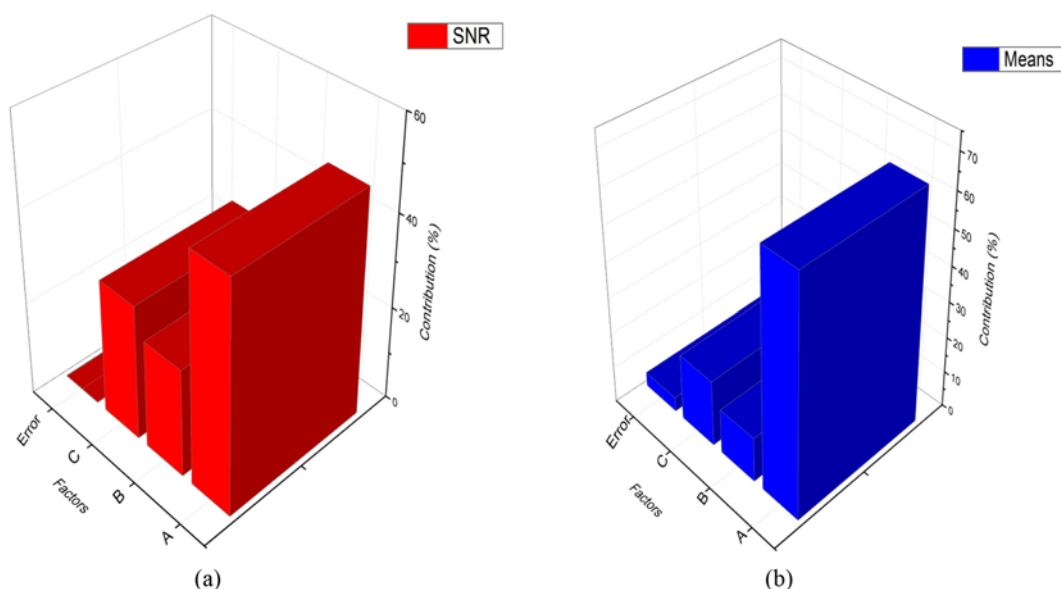 SNR
60
40
20
0
Contribution (%)
Error
C
B
A
Factors
(a)
Means
70
60
50
40
30
20
10
0
Contribution (%)
Error
C
B
A
Factors
(b)